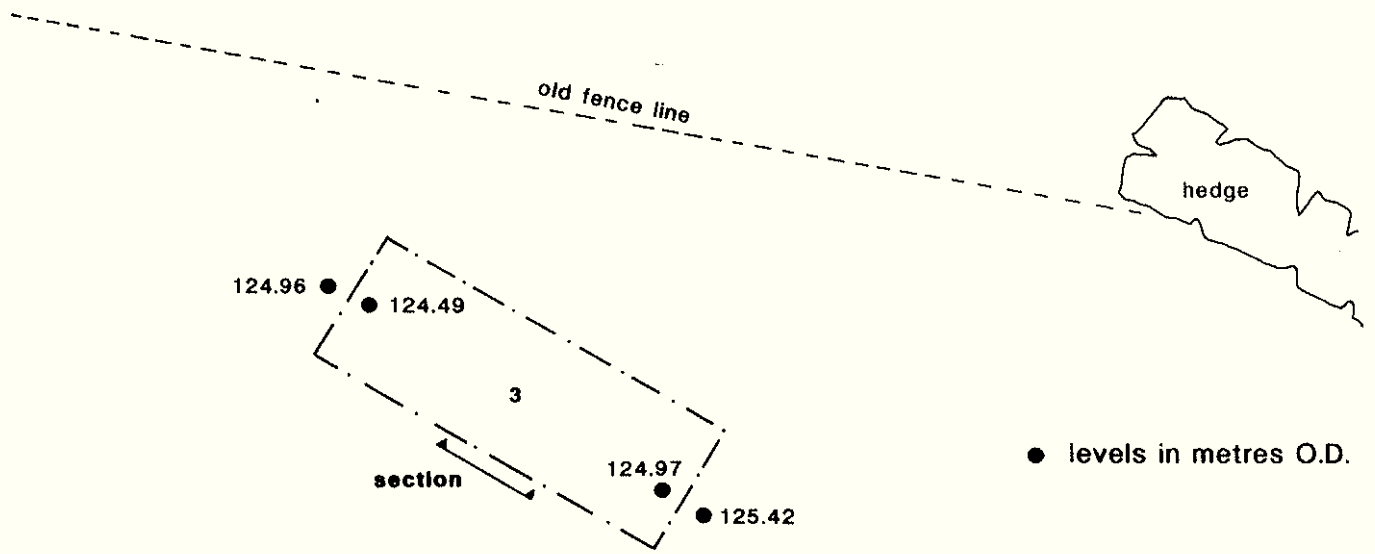 old fence line
hedge
124.96
124.49
3
section
124.97
125.42
levels in metres O.D.